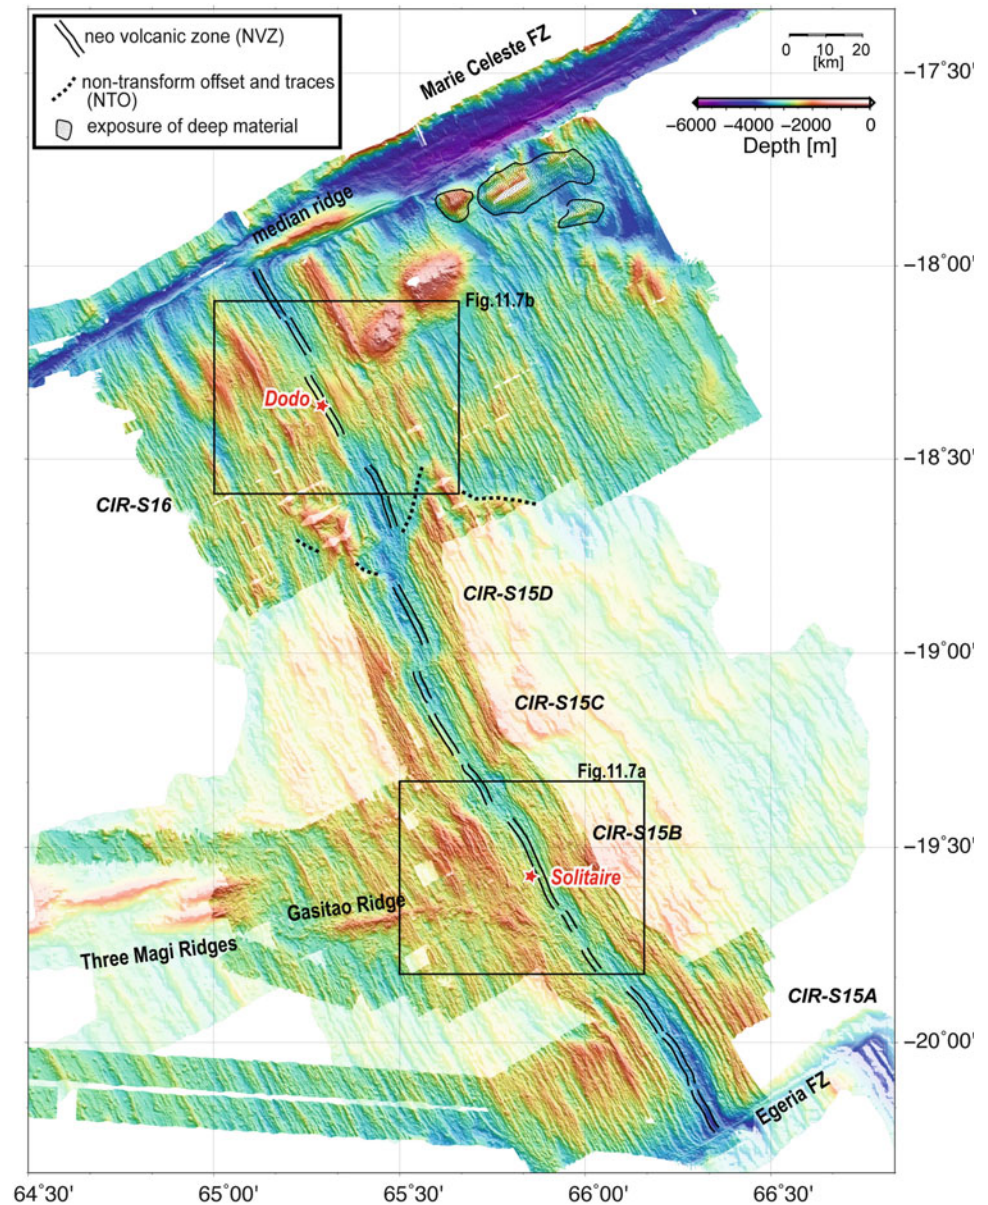 neo volcanic zone (NVZ)
non-transform offset and traces
(NTO)
exposure of deep material
Marie Celeste FZ
0 10 20
[km]
−6000 −4000 −2000 0
Depth [m]
−17˚30'
median ridge
−18˚00'
Fig.11.7b
Dodo
−18˚30'
CIR-S16
CIR-S15D
−19˚00'
CIR-S15C
Fig.11.7a
CIR-S15B
−19˚30'
Solitaire
Gasitao Ridge
Three Magi Ridges
CIR-S15A
−20˚00'
Egeria FZ
64˚30' 65˚00' 65˚30' 66˚00' 66˚30'